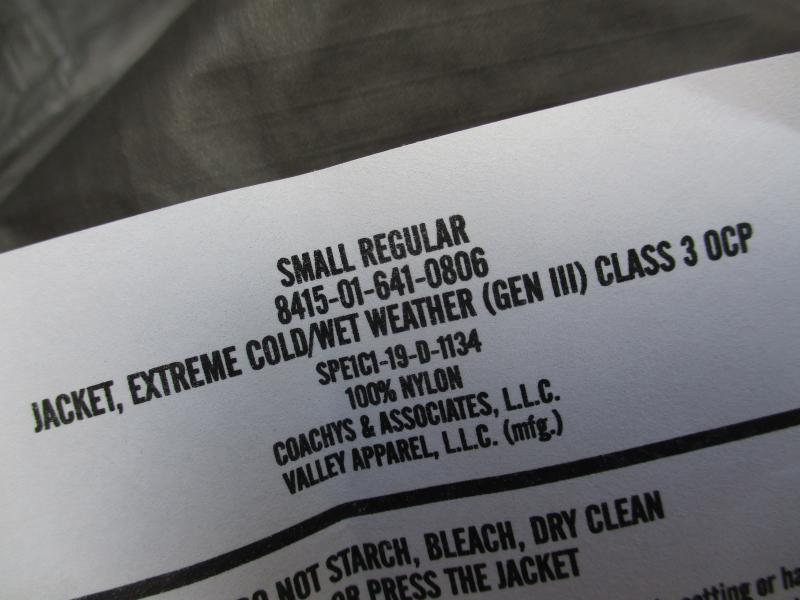 SMALL REGULAR
8415-01-641-0806
JACKET, EXTREME COLD/WET WEATHER (GEN III) CLASS 3 OCP
SPE1C1-19-D-1134
100% NYLON
COACHYS & ASSOCIATES, L.L.C.
VALLEY APPAREL, L.L.C. (mfg.)
NOT STARCH, BLEACH, DRY CLEAN
OR PRESS THE JACKET